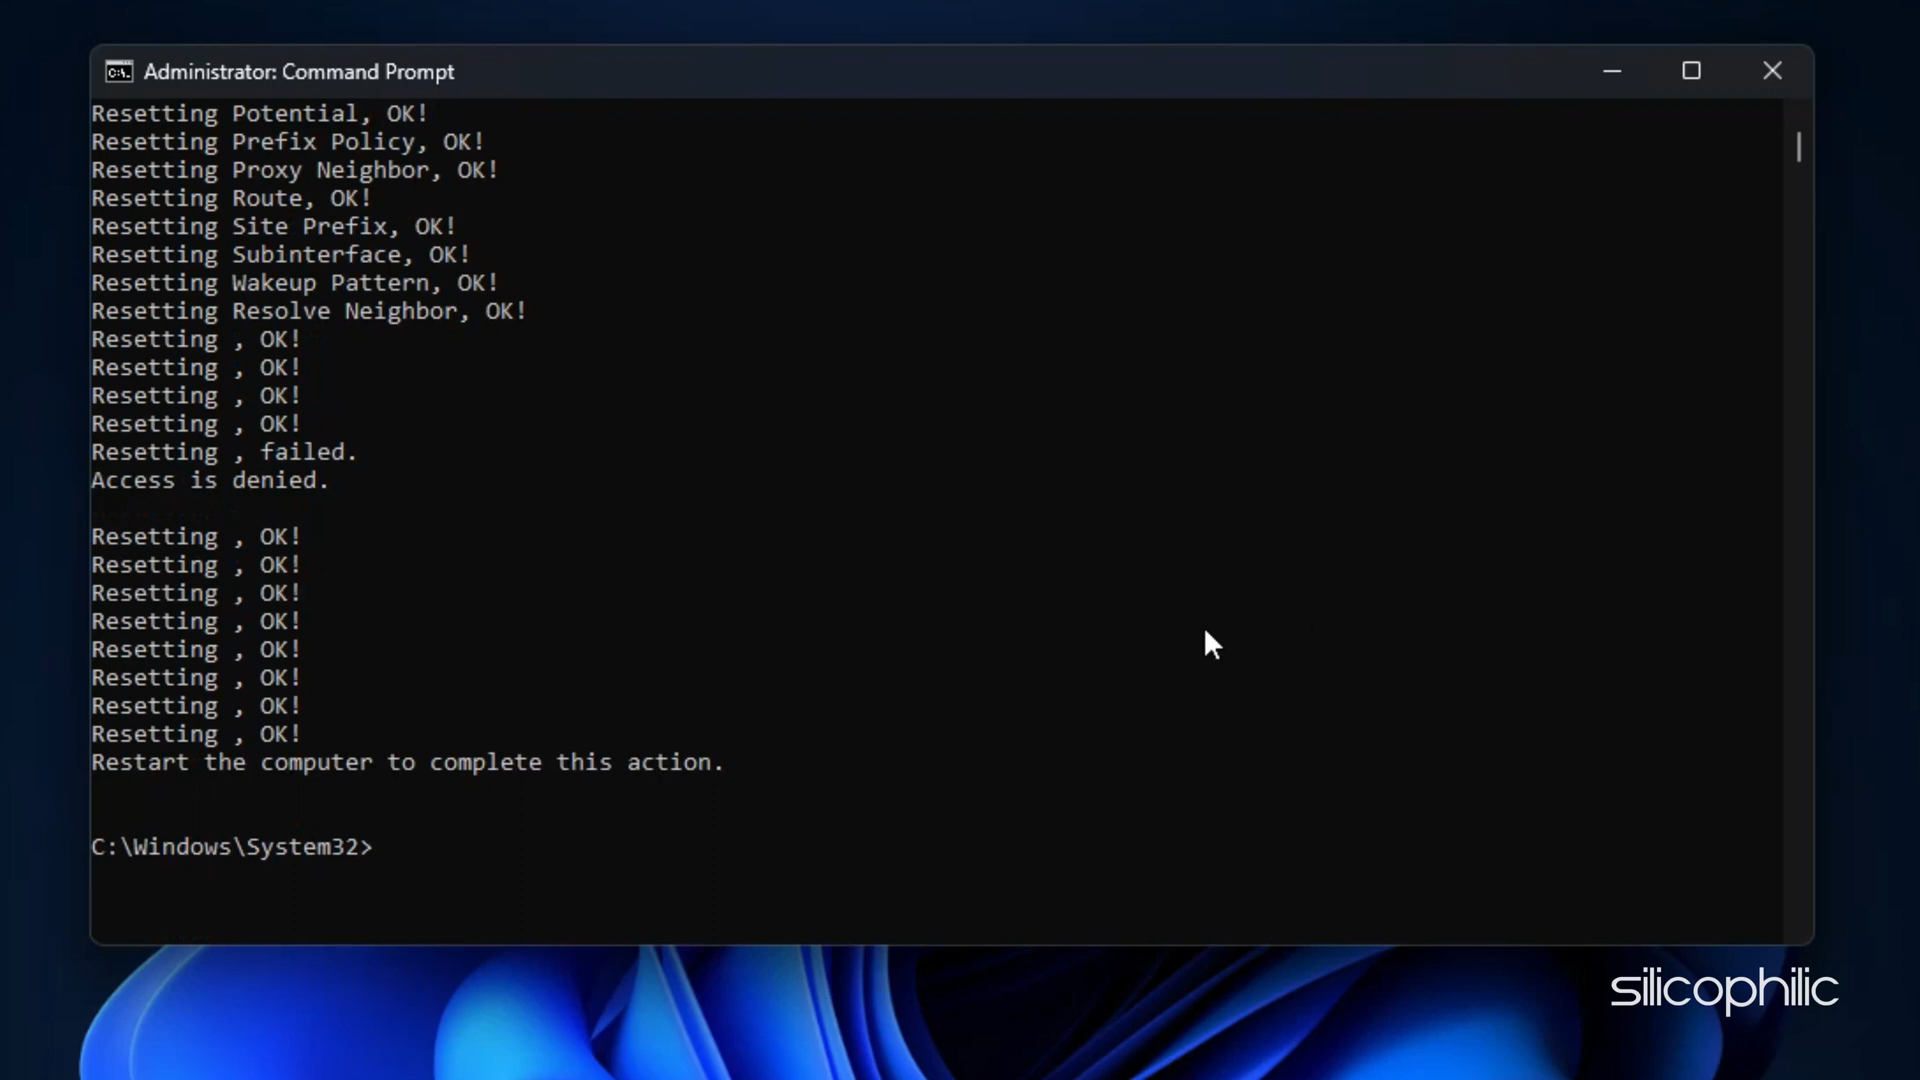 Administrator: Command Prompt
Resetting Potential, OK!
Resetting Prefix Policy, OK!
Resetting Proxy Neighbor, OK!
Resetting Route, OK!
Resetting Site Prefix, OK!
Resetting Subinterface, OK!
Resetting Wakeup Pattern, OK!
Resetting Resolve Neighbor, OK!
Resetting , OK!
Resetting , OK!
Resetting , OK!
Resetting , OK!
Resetting , failed.
Access is denied.
Resetting , OK!
Resetting , OK!
Resetting , OK!
Resetting , OK!
Resetting , OK!
Resetting , OK!
Resetting , OK!
Resetting , OK!
Restart the computer to complete this action.
C:\Windows\System32>
silicophilic